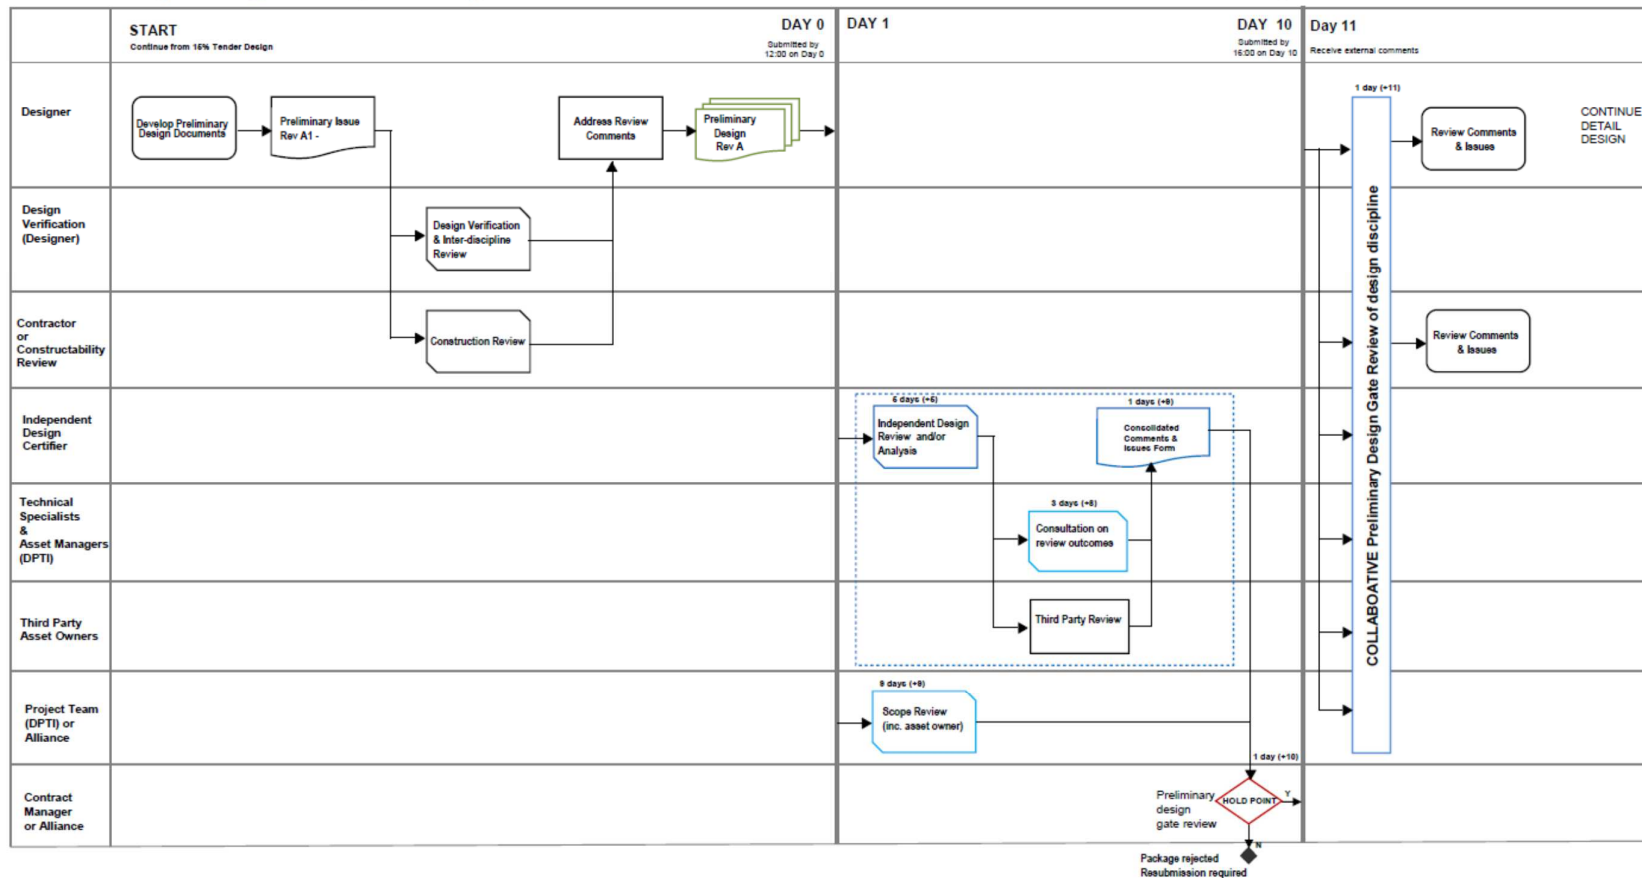 START
Continue from 15% Tender Design
DAY 0
Submitted by
12:00 on Day 0
DAY 1
DAY 10
Submitted by
16:00 on Day 10
Day 11
Receive external comments
Designer
Develop Preliminary
Design Documents
Preliminary Issue
Rev A1 -
Address Review
Comments
Preliminary
Design
Rev A
1 day (+11)
Review Comments
& Issues
CONTINUE
DETAIL
DESIGN
COLLABOATIVE Preliminary Design Gate Review of design discipline
Design
Verification
(Designer)
Design Verification
& Inter-discipline
Review
Contractor
or
Constructability
Review
Construction Review
Review Comments
& Issues
Independent
Design
Certifier
5 days (+5)
Independent Design
Review and/or
Analysis
1 days (+9)
Consolidated
Comments &
Issues Form
Technical
Specialists
&
Asset Managers
(DPTI)
3 days (+8)
Consultation on
review outcomes
Third Party
Asset Owners
Third Party Review
Project Team
(DPTI) or
Alliance
9 days (+9)
Scope Review
(inc. asset owner)
1 day (+10)
Contract
Manager
or Alliance
Preliminary
design
gate review
HOLD POINT
Y
N
Package rejected
Resubmission required